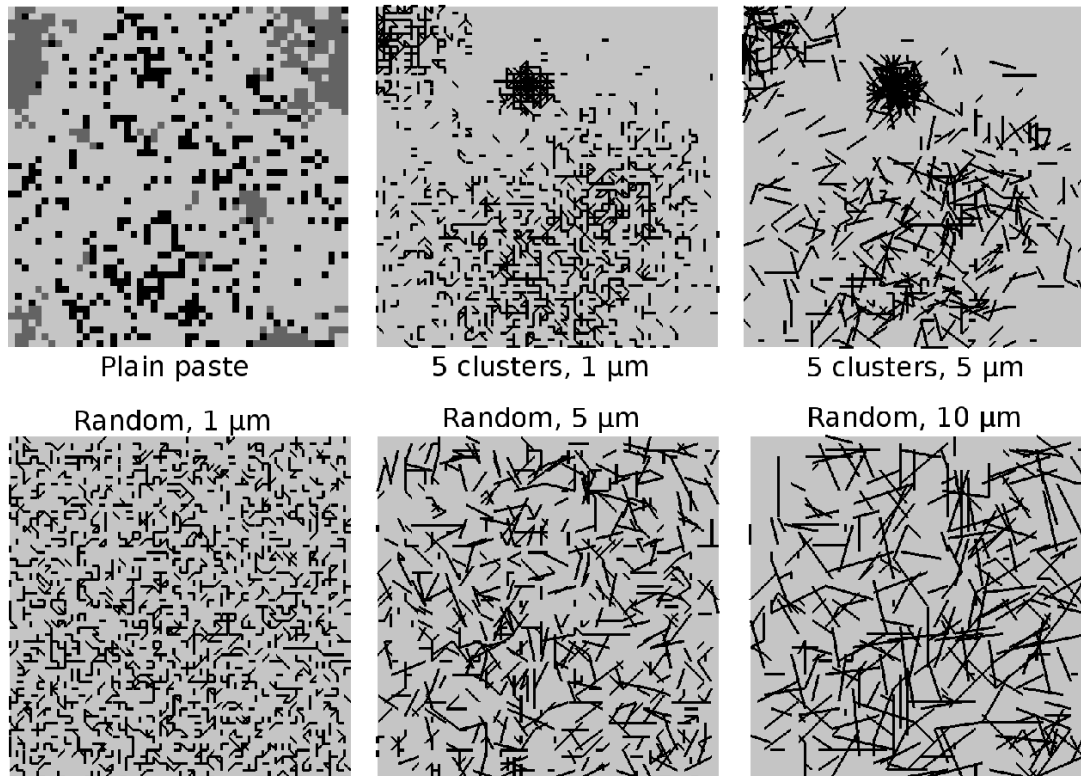 Plain paste
5 clusters, 1 μm
5 clusters, 5 μm
Random, 1 μm
Random, 5 μm
Random, 10 μm